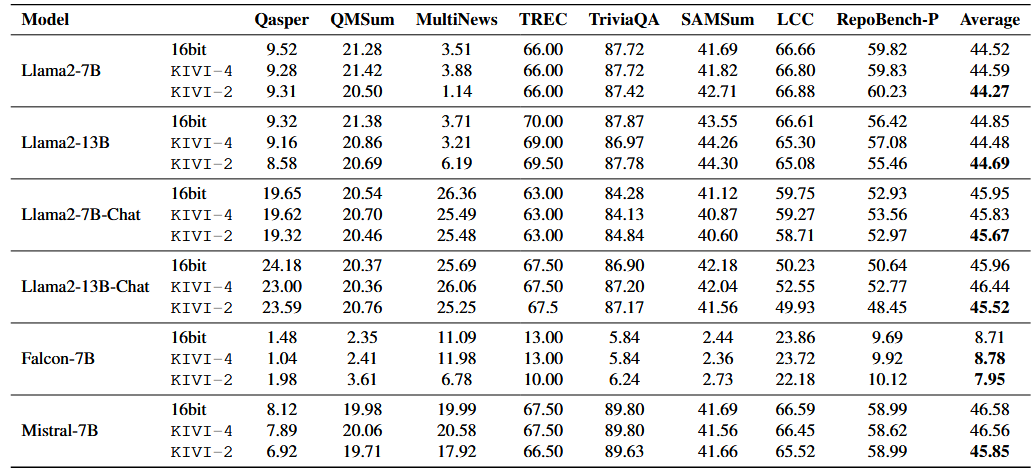 Model Qasper QMSum MultiNews TREC TriviaQA SAMSum LCC RepoBench-P Average
16bit 9.52 21.28 3.51 66.00 87.72 41.69 66.66 59.82 44.52
Llama2-7B KIVI-4 9.28 21.42 3.88 66.00 87.72 41.82 66.80 59.83 44.59
KIVI-2 9.31 20.50 1.14 66.00 87.42 42.71 66.88 60.23 44.27
16bit 9.32 21.38 3.71 70.00 87.87 43.55 66.61 56.42 44.85
Llama2-13B KIVI-4 9.16 20.86 3.21 69.00 86.97 44.26 65.30 57.08 44.48
KIVI-2 8.58 20.69 6.19 69.50 87.78 44.30 65.08 55.46 44.69
16bit 19.65 20.54 26.36 63.00 84.28 41.12 59.75 52.93 45.95
Llama2-7B-Chat KIVI-4 19.62 20.70 25.49 63.00 84.13 40.87 59.27 53.56 45.83
KIVI-2 19.32 20.46 25.48 63.00 84.84 40.60 58.71 52.97 45.67
16bit 24.18 20.37 25.69 67.50 86.90 42.18 50.23 50.64 45.96
Llama2-13B-Chat KIVI-4 23.00 20.36 26.06 67.50 87.20 42.04 52.55 52.77 46.44
KIVI-2 23.59 20.76 25.25 67.5 87.17 41.56 49.93 48.45 45.52
16bit 1.48 2.35 11.09 13.00 5.84 2.44 23.86 9.69 8.71
Falcon-7B KIVI-4 1.04 2.41 11.98 13.00 5.84 2.36 23.72 9.92 8.78
KIVI-2 1.98 3.61 6.78 10.00 6.24 2.73 22.18 10.12 7.95
16bit 8.12 19.98 19.99 67.50 89.80 41.69 66.59 58.99 46.58
Mistral-7B KIVI-4 7.89 20.06 20.58 67.50 89.80 41.56 66.45 58.62 46.56
KIVI-2 6.92 19.71 17.92 66.50 89.63 41.66 65.52 58.99 45.85